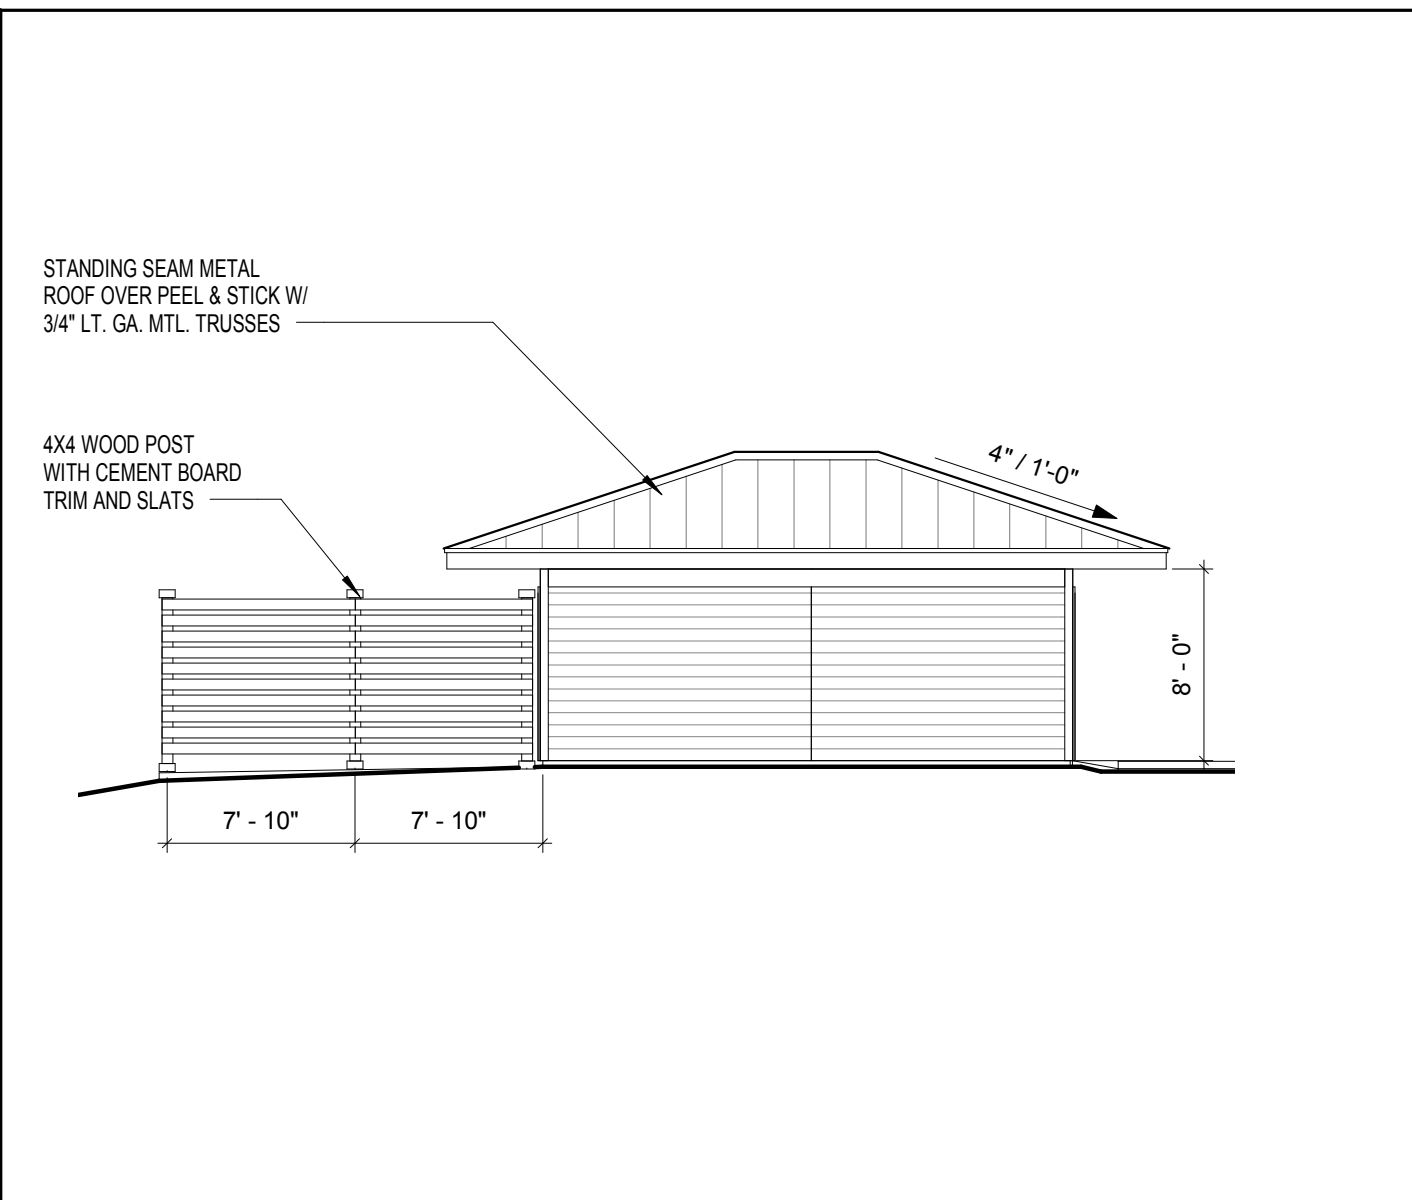 STANDING SEAM METAL
ROOF OVER PEEL & STICK W/
3/4" LT. GA. MTL. TRUSSES
4X4 WOOD POST
WITH CEMENT BOARD
TRIM AND SLATS
4" / 1'-0"
8' - 0"
7' - 10"
7' - 10"